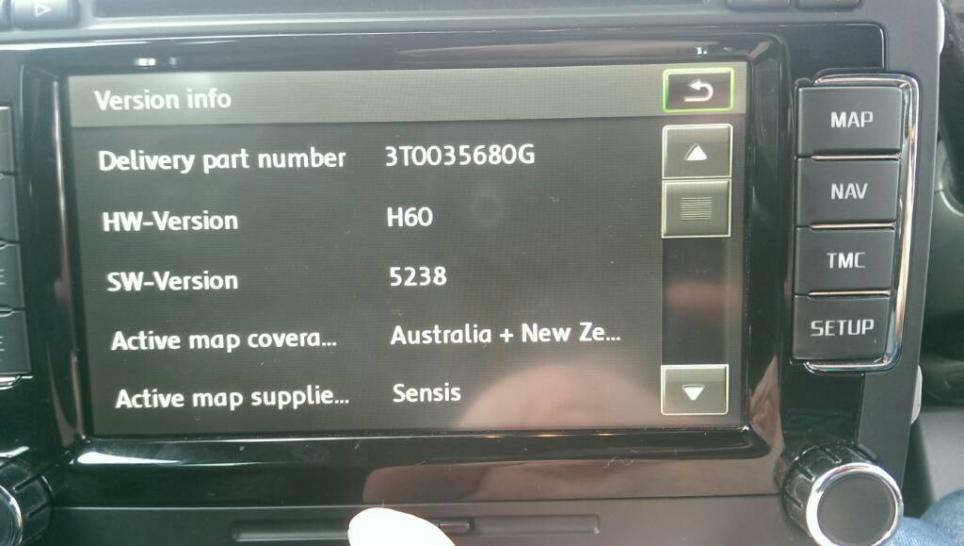 Version info
Delivery part number 3T0035680G
HW-Version H60
SW-Version 5238
Active map covera... Australia + New Ze...
Active map supplie... Sensis
MAP
NAV
TMC
SETUP
E
E